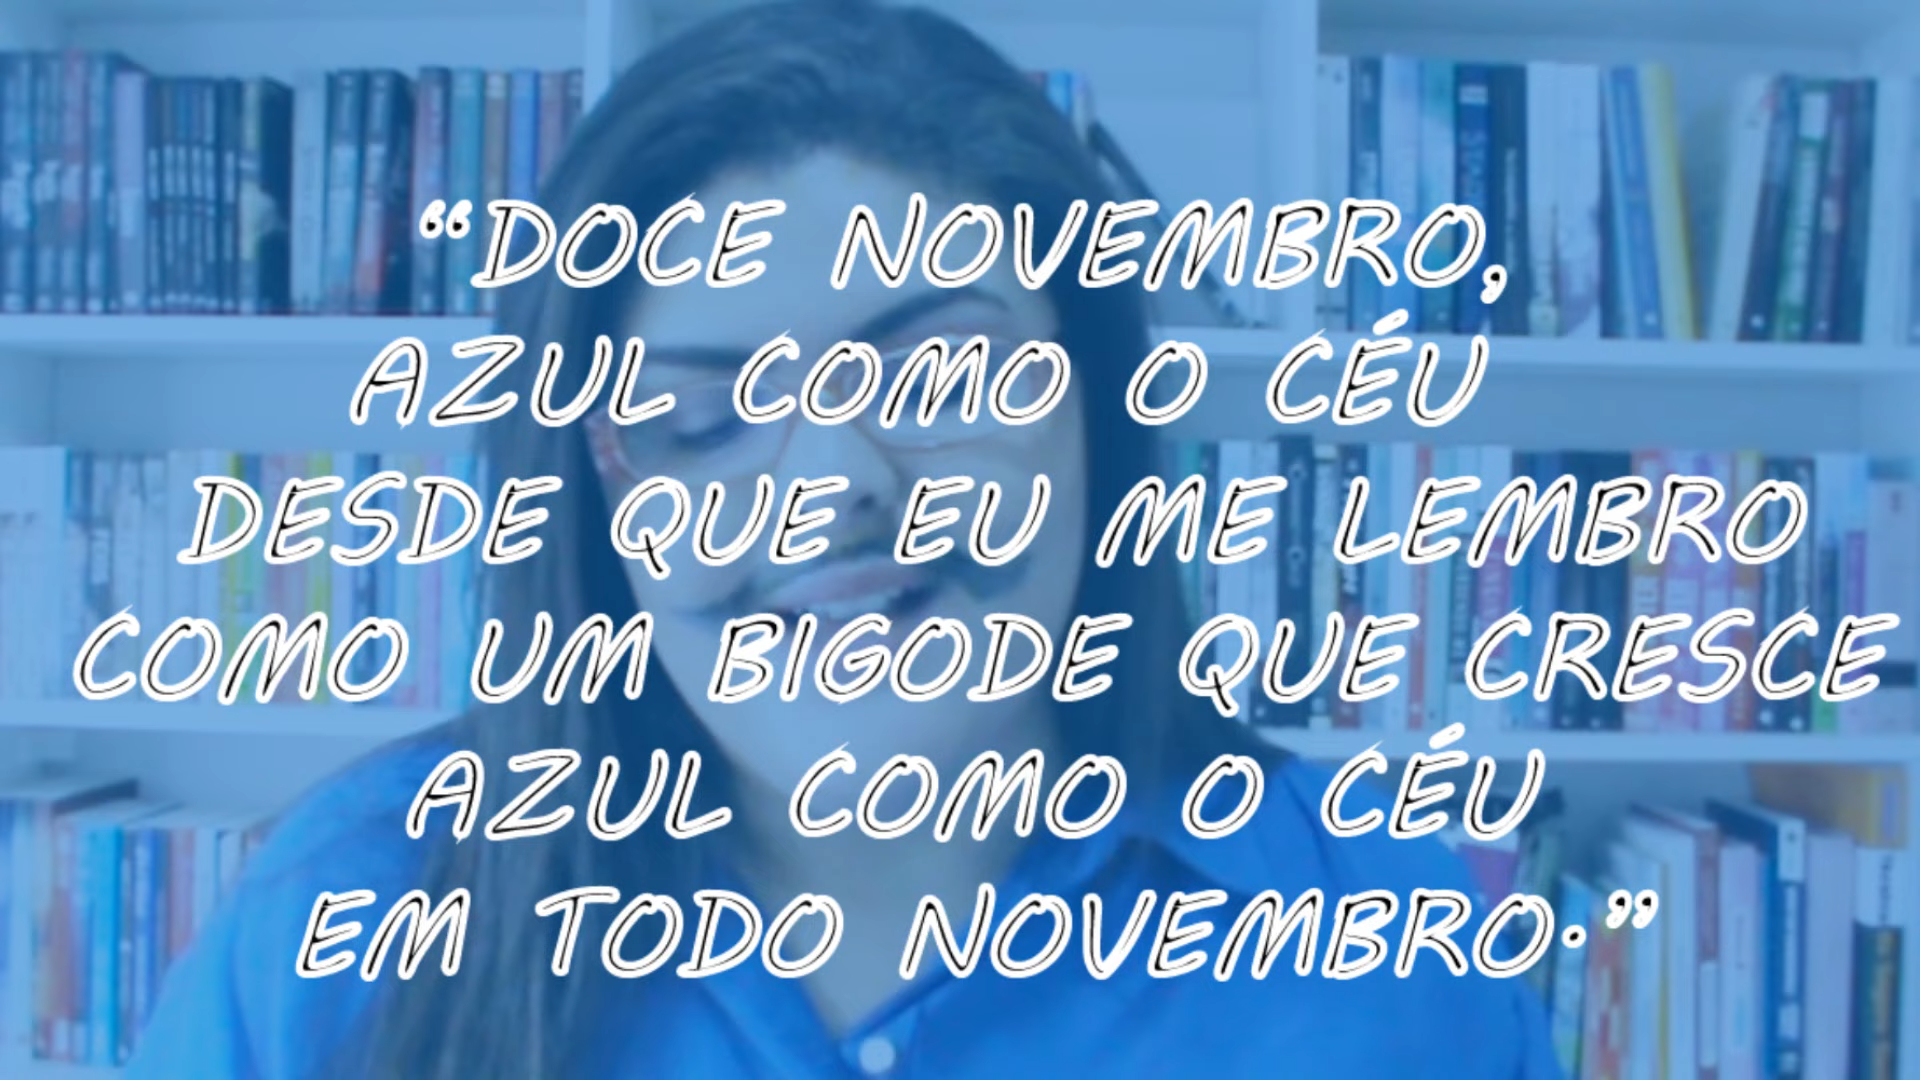 “DOCE NOVEMBRO,
AZUL COMO O CÉU
DESDE QUE EU ME LEMBRO
COMO UM BIGODE QUE CRESCE
AZUL COMO O CÉU
EM TODO NOVEMBRO.”